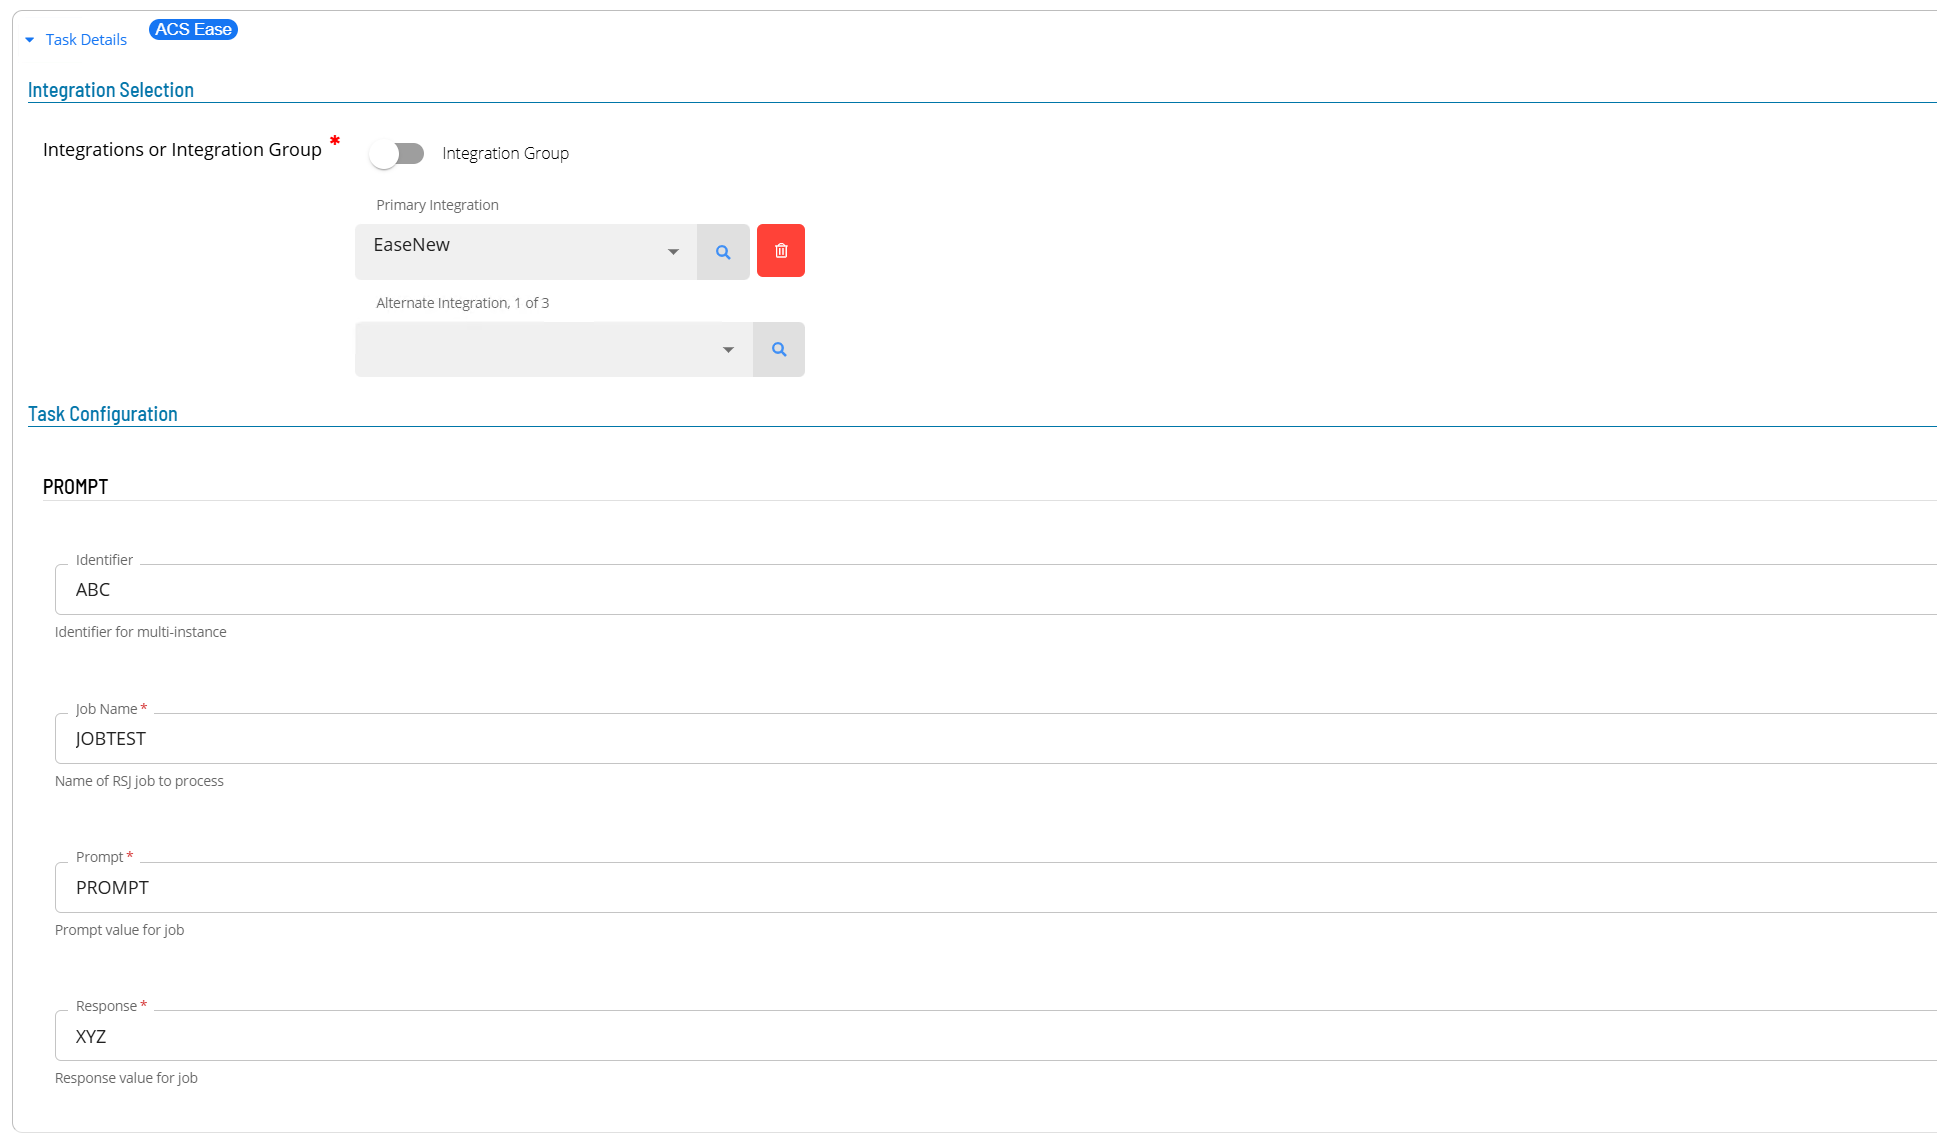 Task Details
ACS Ease
Integration Selection
Integrations or Integration Group *
Integration Group
Primary Integration
EaseNew
Alternate Integration, 1 of 3
Task Configuration
PROMPT
Identifier
ABC
Identifier for multi-instance
Job Name *
JOBTEST
Name of RSJ job to process
Prompt *
PROMPT
Prompt value for job
Response *
XYZ
Response value for job